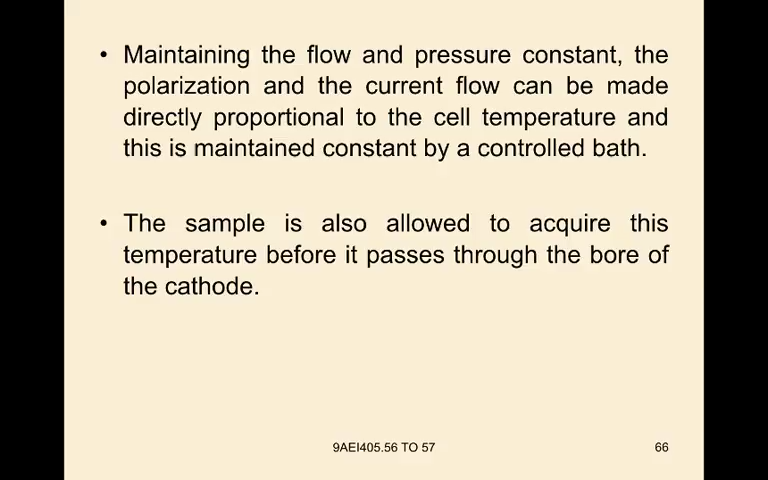 • Maintaining the flow and pressure constant, the
polarization and the current flow can be made
directly proportional to the cell temperature and
this is maintained constant by a controlled bath.
• The sample is also allowed to acquire this
temperature before it passes through the bore of
the cathode.
9AEI405.56 TO 57
66